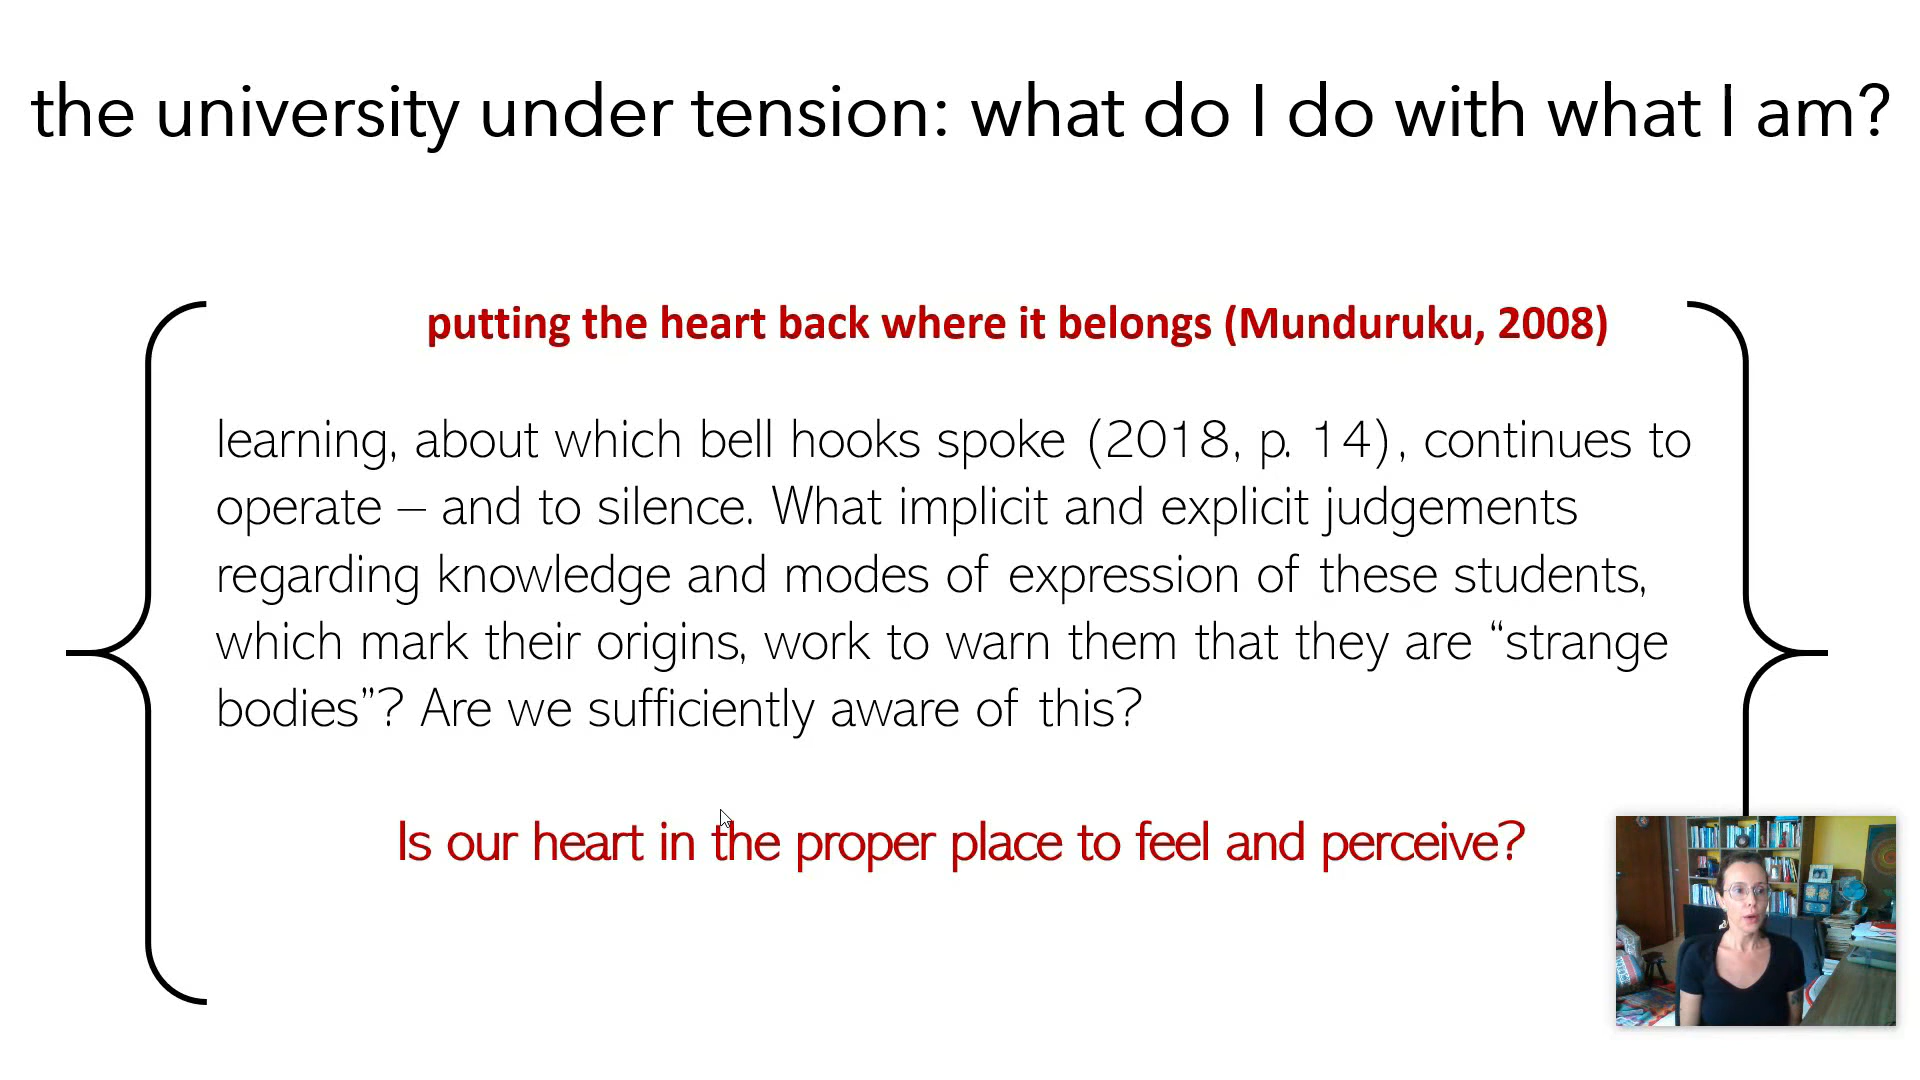 the university under tension: what do I do with what I am?
putting the heart back where it belongs (Munduruku, 2008)
learning, about which bell hooks spoke (2018, p. 14), continues to
operate – and to silence. What implicit and explicit judgements
regarding knowledge and modes of expression of these students,
which mark their origins, work to warn them that they are “strange
bodies”? Are we sufficiently aware of this?
Is our heart in the proper place to feel and perceive?